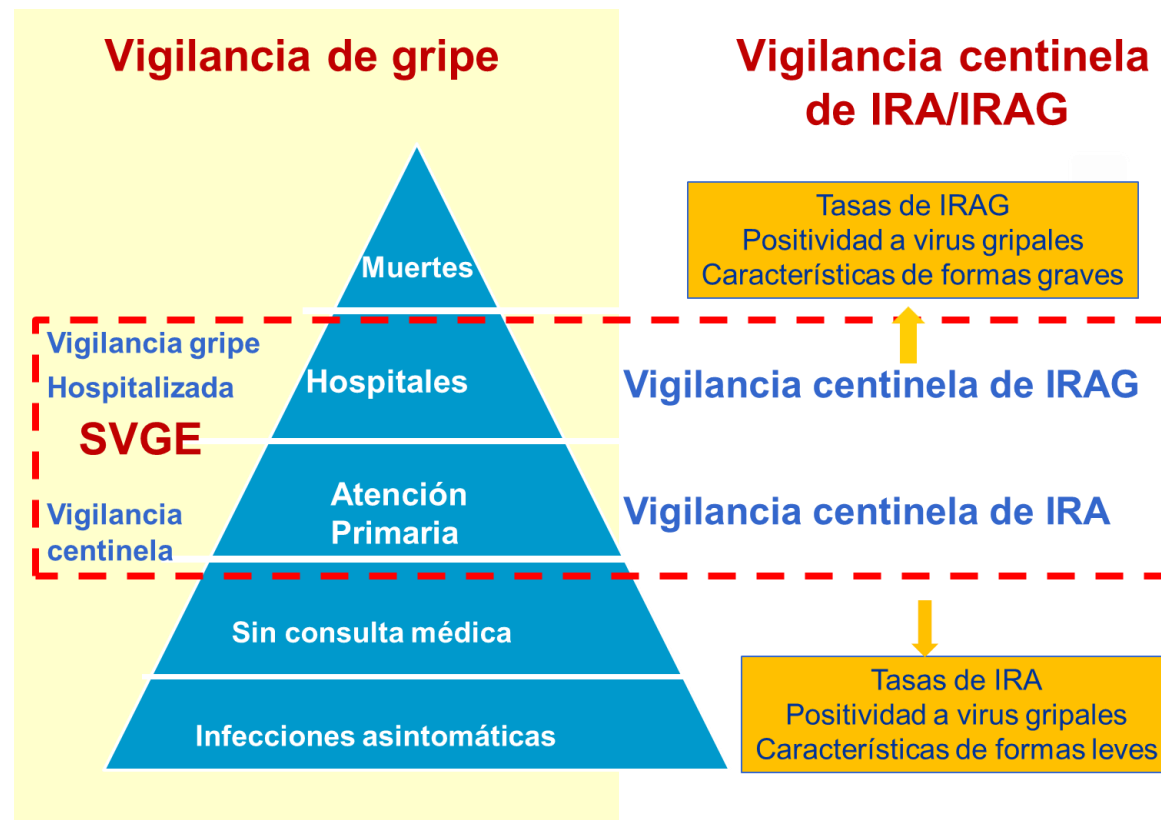 Vigilancia de gripe
Vigilancia centinela
de IRA/IRAG
Tasas de IRAG
Positividad a virus gripales
Características de formas graves
Muertes
Vigilancia gripe
Hospitalizada
Hospitales
Vigilancia centinela de IRAG
SVGE
Atención
Primaria
Vigilancia
centinela
Vigilancia centinela de IRA
Sin consulta médica
Tasas de IRA
Positividad a virus gripales
Características de formas leves
Infecciones asintomáticas